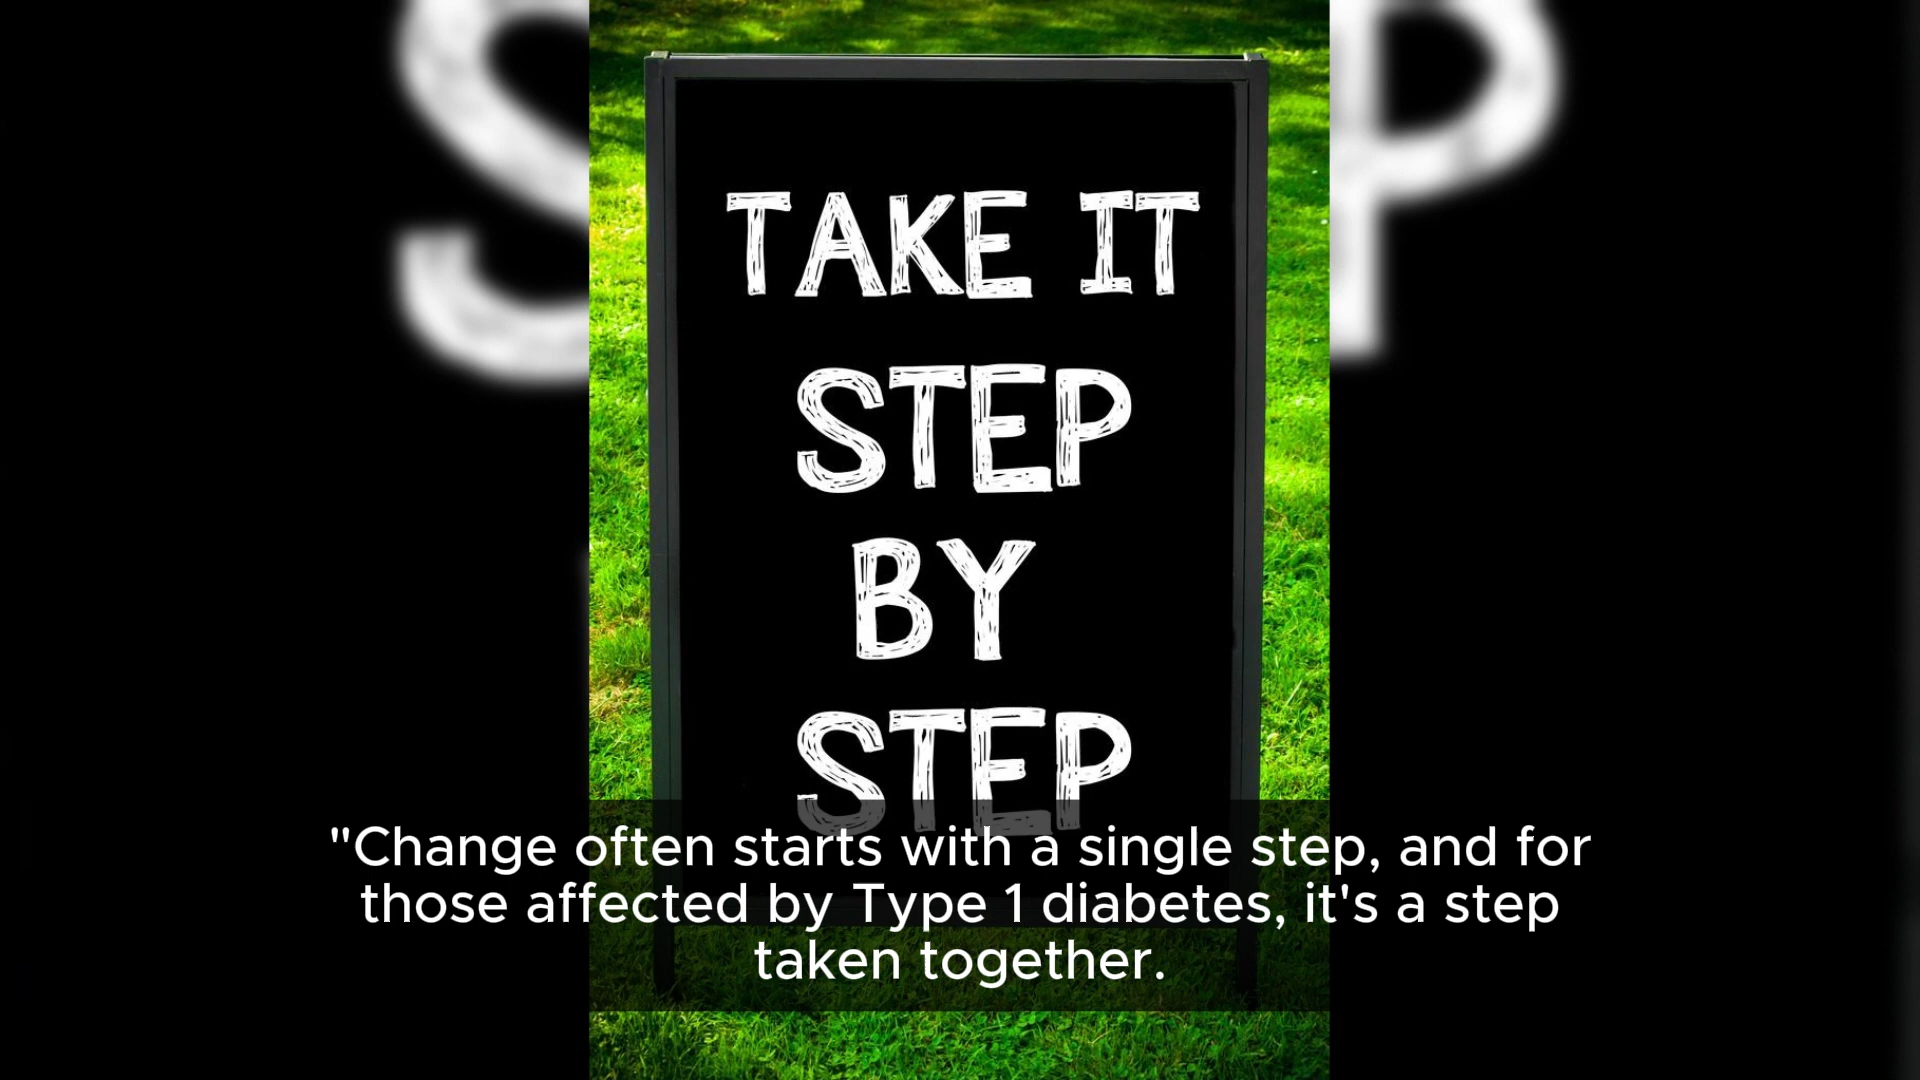 TAKE IT
STEP
BY
STEP
"Change often starts with a single step, and for
those affected by Type 1 diabetes, it's a step
taken together.